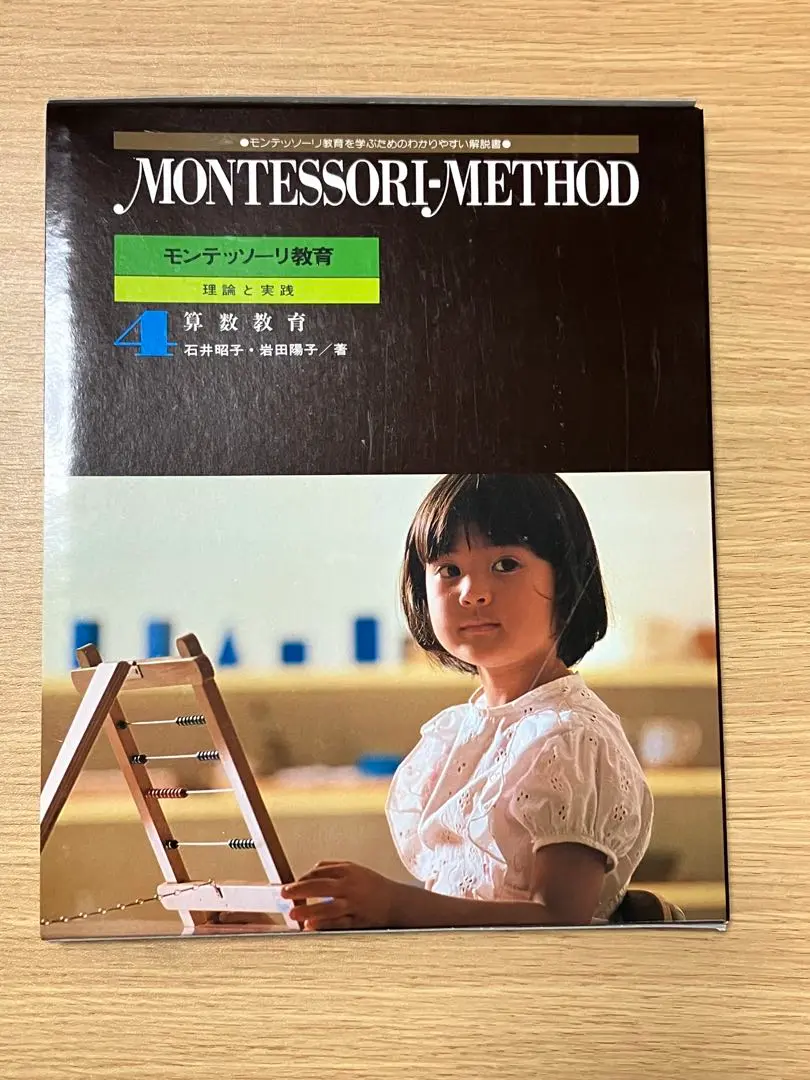 ●モンテッソーリ教育を学ぶためのわかりやすい解説書●
MONTESSORI-METHOD
モンテッソーリ教育
理論と実践
4 算数教育
石井昭子・岩田陽子／著